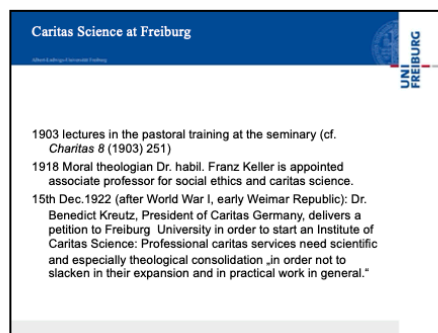 Caritas Science at Freiburg
Albert-Ludwigs-Universität Freiburg
UNI
FREIBURG
1903 lectures in the pastoral training at the seminary (cf.
Charitas 8 (1903) 251)
1918 Moral theologian Dr. habil. Franz Keller is appointed
associate professor for social ethics and caritas science.
15th Dec.1922 (after World War I, early Weimar Republic): Dr.
Benedict Kreutz, President of Caritas Germany, delivers a
petition to Freiburg University in order to start an Institute of
Caritas Science: Professional caritas services need scientific
and especially theological consolidation „in order not to
slacken in their expansion and in practical work in general.“